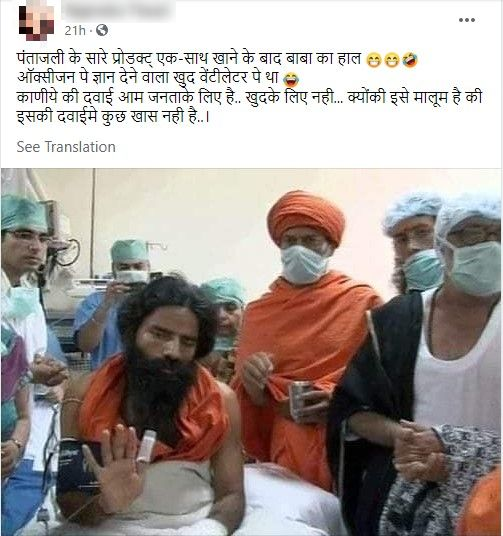 21h
पंताजली के सारे प्रोडक्ट् एक-साथ खाने के बाद बाबा का हाल 😁😁🤣
ऑक्सीजन पे ज्ञान देने वाला खुद वेंटीलेटर पे था 😂
काणीये की दवाई आम जनताके लिए है.. खुदके लिए नही... क्योंकी इसे मालूम है की
इसकी दवाईमे कुछ खास नही है..।
See Translation